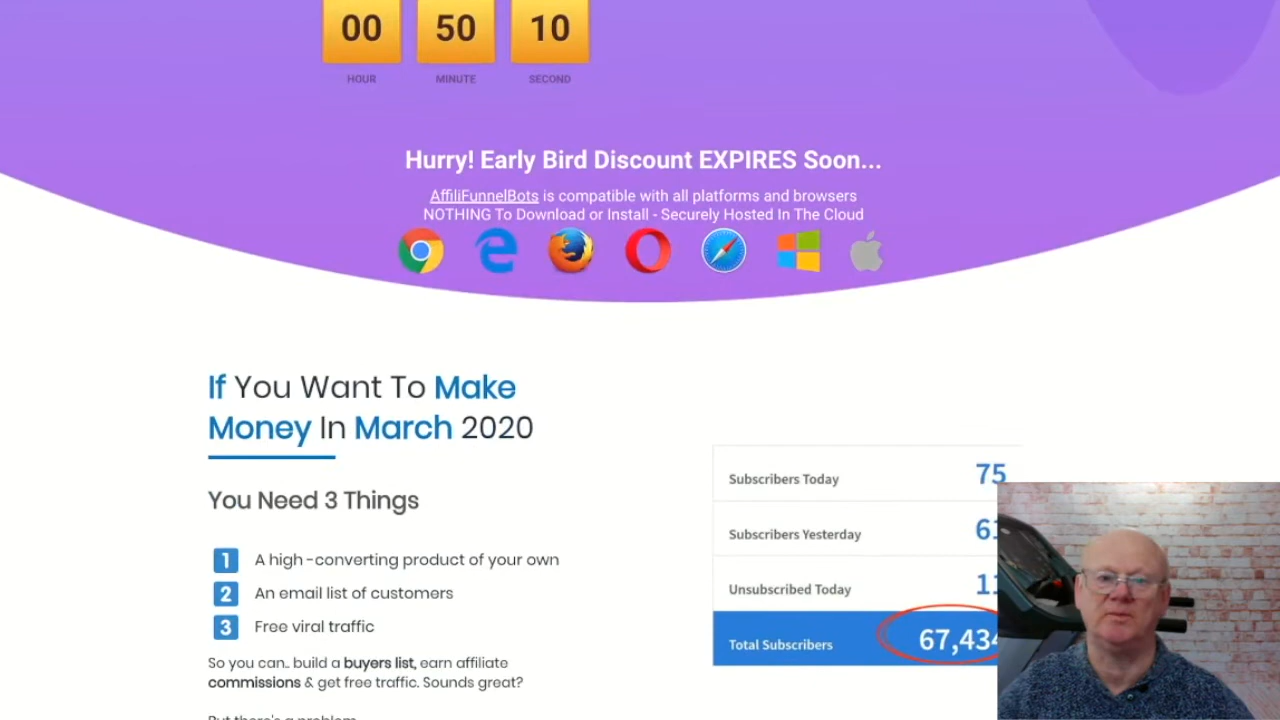 00 50 10
HOUR MINUTE SECOND
Hurry! Early Bird Discount EXPIRES Soon...
AffiliFunnelBots is compatible with all platforms and browsers
NOTHING To Download or Install - Securely Hosted In The Cloud
If You Want To Make
Money In March 2020
You Need 3 Things
1 A high -converting product of your own
2 An email list of customers
3 Free viral traffic
So you can.. build a buyers list, earn affiliate
commissions & get free traffic. Sounds great?
Subscribers Today 75
Subscribers Yesterday
Unsubscribed Today
Total Subscribers 67,434